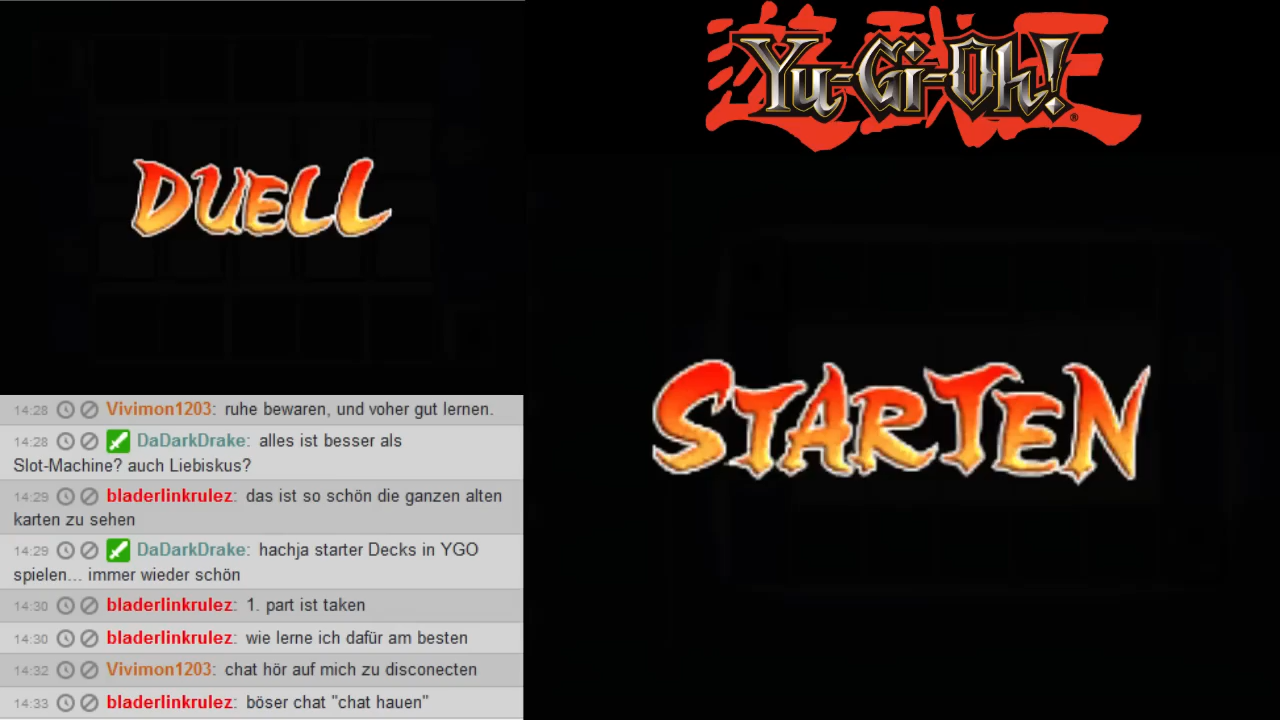 DUELL
遊戯王
Yu-Gi-Oh!
®
STARTEN
14:28 Vivimon1203: ruhe bewaren, und voher gut lernen.
14:28 DaDarkDrake: alles ist besser als
Slot-Machine? auch Liebiskus?
14:29 bladerlinkrulez: das ist so schön die ganzen alten
karten zu sehen
14:29 DaDarkDrake: hachja starter Decks in YGO
spielen... immer wieder schön
14:30 bladerlinkrulez: 1. part ist taken
14:30 bladerlinkrulez: wie lerne ich dafür am besten
14:32 Vivimon1203: chat hör auf mich zu disconecten
14:33 bladerlinkrulez: böser chat "chat hauen"